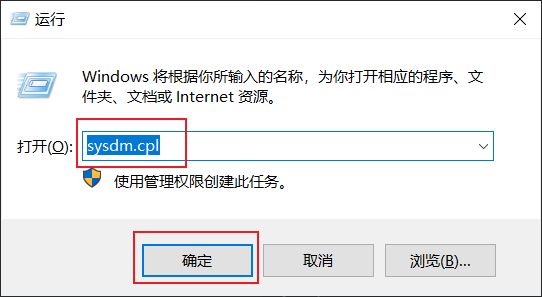 运行
Windows 将根据你所输入的名称，为你打开相应的程序、文
件夹、文档或 Internet 资源。
打开(O): sysdm.cpl
使用管理权限创建此任务。
确定 取消 浏览(B)...